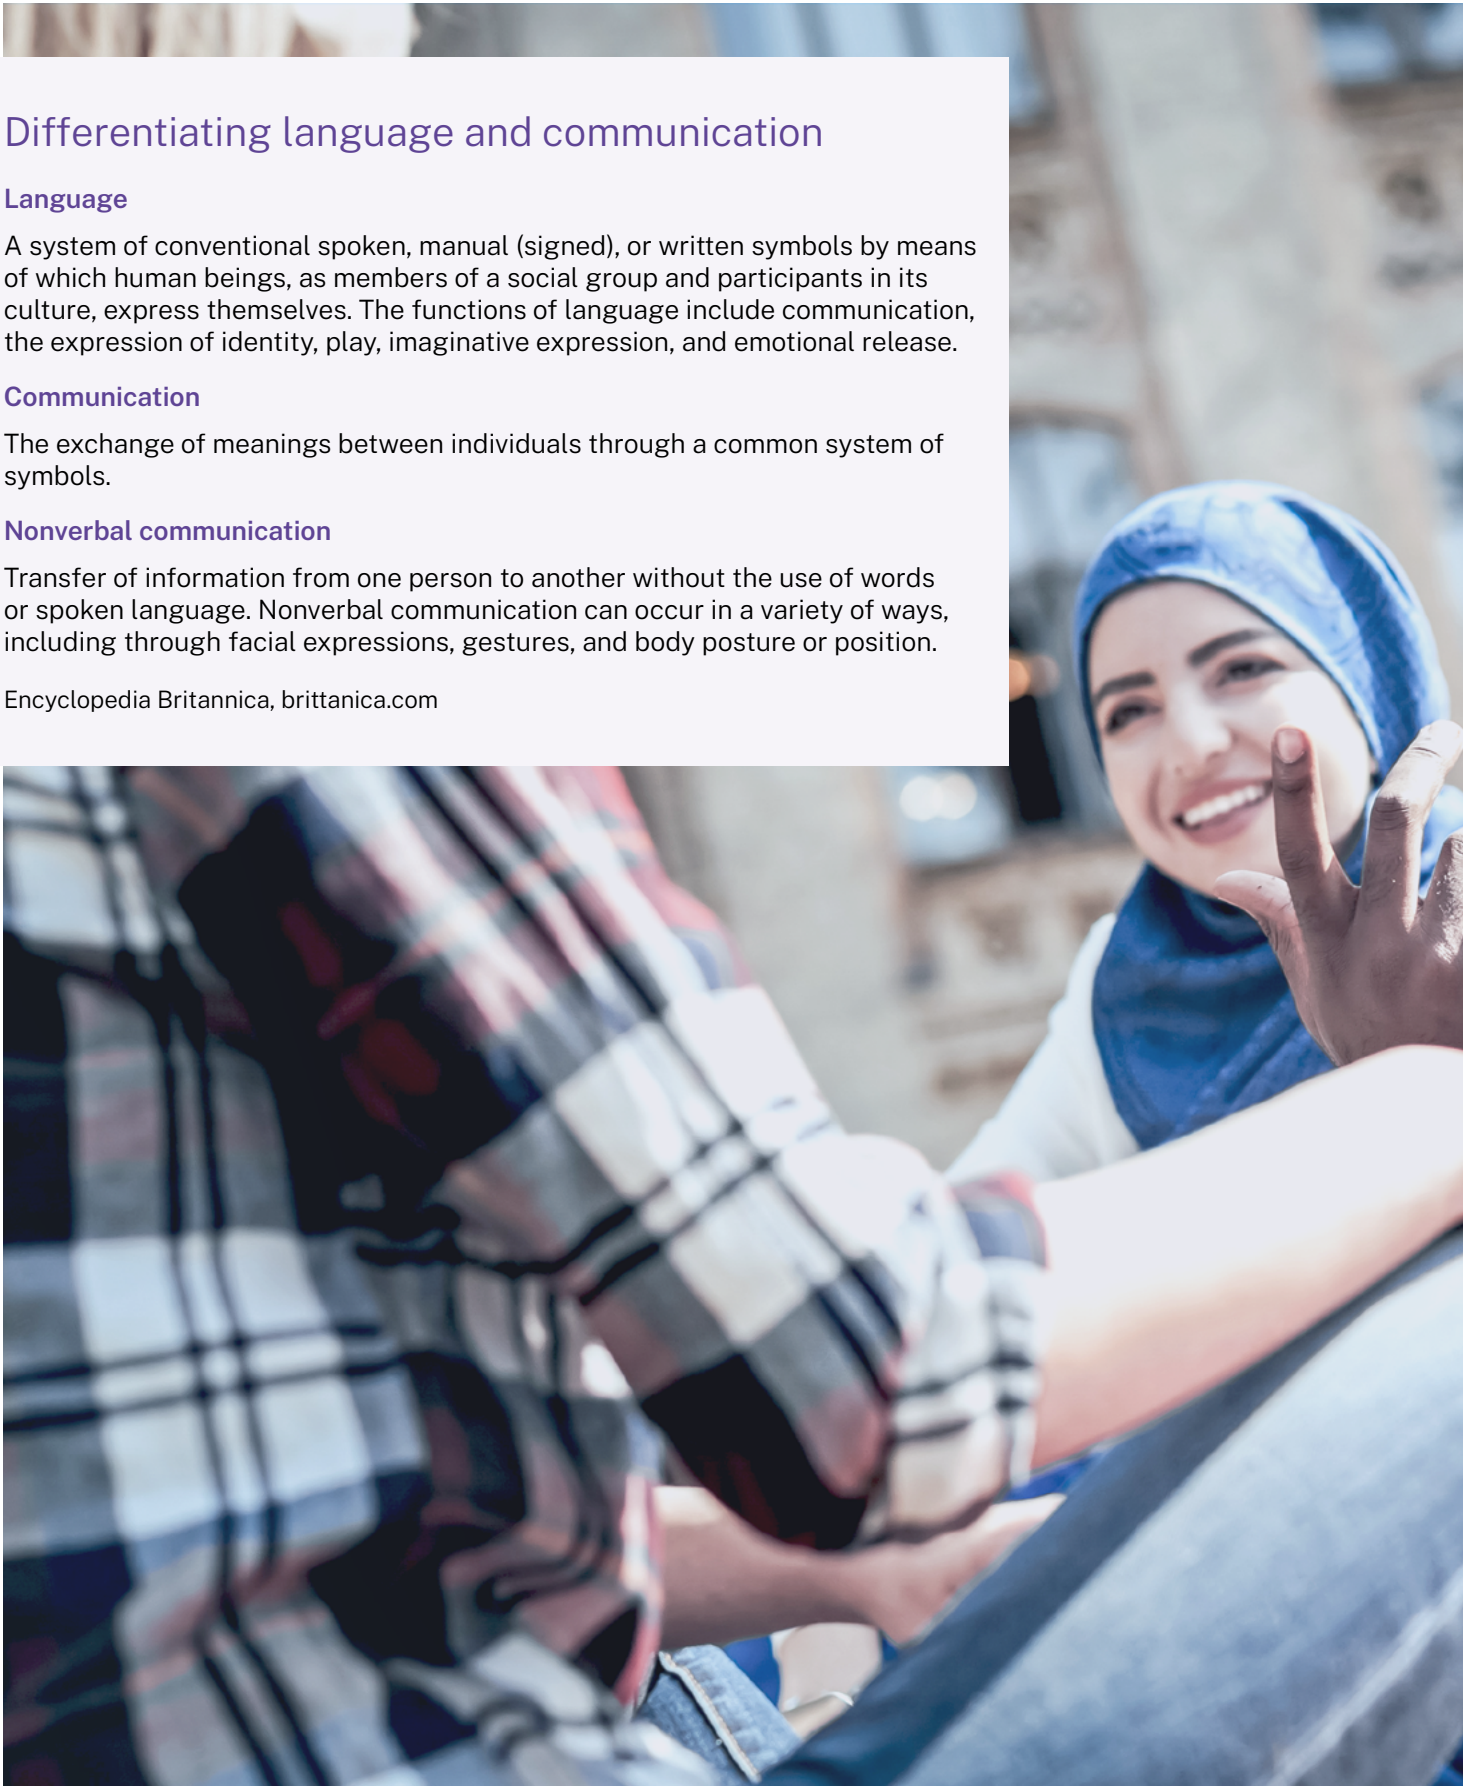 Differentiating language and communication
Language
A system of conventional spoken, manual (signed), or written symbols by means
of which human beings, as members of a social group and participants in its
culture, express themselves. The functions of language include communication,
the expression of identity, play, imaginative expression, and emotional release.
Communication
The exchange of meanings between individuals through a common system of
symbols.
Nonverbal communication
Transfer of information from one person to another without the use of words
or spoken language. Nonverbal communication can occur in a variety of ways,
including through facial expressions, gestures, and body posture or position.
Encyclopedia Britannica, brittanica.com